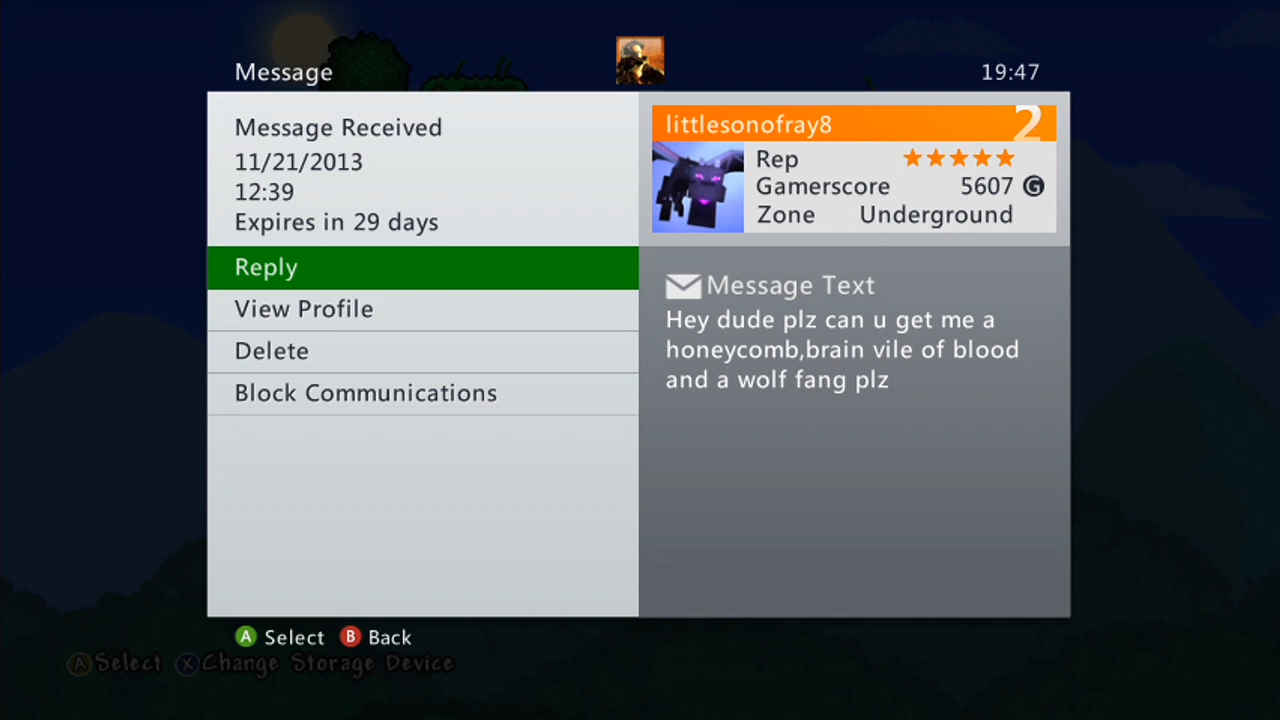 Message
19:47
Message Received
11/21/2013
12:39
Expires in 29 days
Reply
View Profile
Delete
Block Communications
littlesonofray8
2
Rep
Gamerscore 5607 G
Zone Underground
Message Text
Hey dude plz can u get me a
honeycomb,brain vile of blood
and a wolf fang plz
A Select B Back
A Select X Change Storage Device